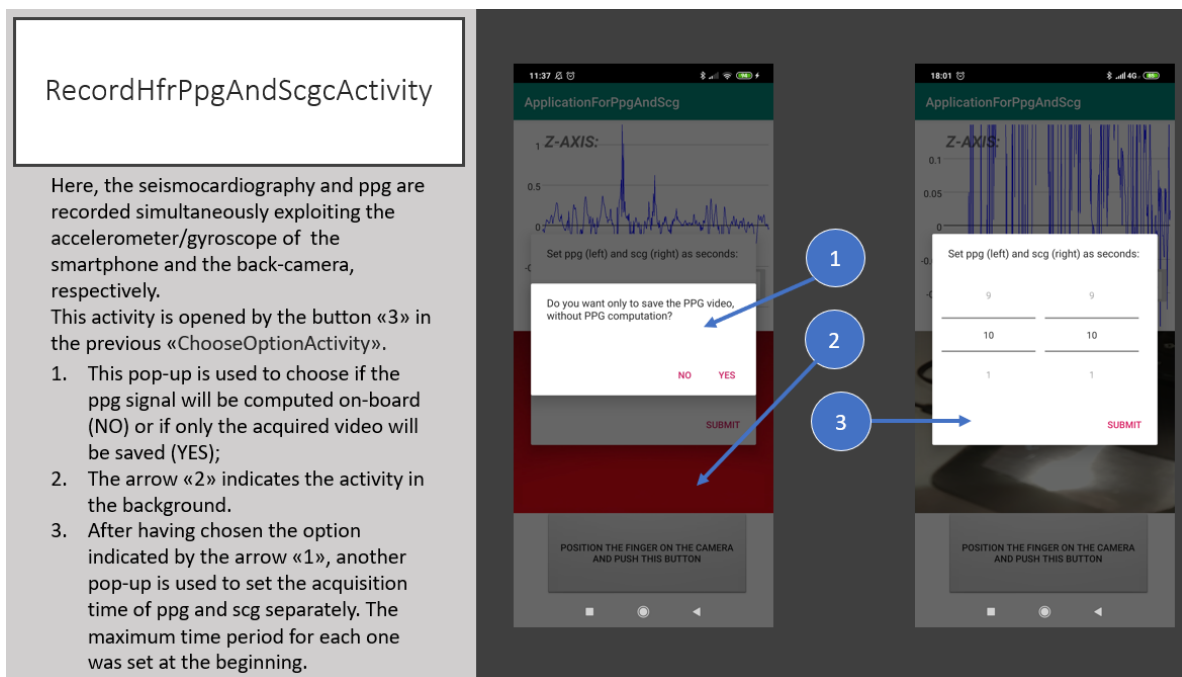 RecordHfrPpgAndScgcActivity
Here, the seismocardiography and ppg are
recorded simultaneously exploiting the
accelerometer/gyroscope of the
smartphone and the back-camera,
respectively.
This activity is opened by the button «3» in
the previous «ChooseOptionActivity».
1. This pop-up is used to choose if the
ppg signal will be computed on-board
(NO) or if only the acquired video will
be saved (YES);
2. The arrow «2» indicates the activity in
the background.
3. After having chosen the option
indicated by the arrow «1», another
pop-up is used to set the acquisition
time of ppg and scg separately. The
maximum time period for each one
was set at the beginning.
11:37
ApplicationForPpgAndScg
Z-AXIS:
1
0.5
0
Set ppg (left) and scg (right) as seconds:
Do you want only to save the PPG video,
without PPG computation?
NO YES
SUBMIT
POSITION THE FINGER ON THE CAMERA
AND PUSH THIS BUTTON
1
2
3
18:01 4G
ApplicationForPpgAndScg
Z-AXIS:
0.1
0.05
0
Set ppg (left) and scg (right) as seconds:
9 9
10 10
1 1
SUBMIT
POSITION THE FINGER ON THE CAMERA
AND PUSH THIS BUTTON